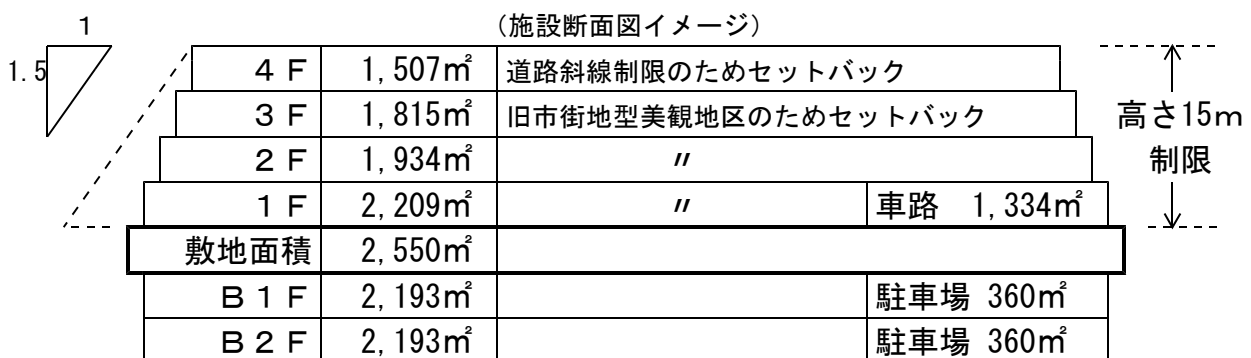 (施設断面図イメージ)
1
1.5
4F 1,507㎡ 道路斜線制限のためセットバック
3F 1,815㎡ 旧市街地型美観地区のためセットバック
2F 1,934㎡ 〃
1F 2,209㎡ 〃 車路 1,334㎡
敷地面積 2,550㎡
B1F 2,193㎡ 駐車場 360㎡
B2F 2,193㎡ 駐車場 360㎡
高さ15m
制限